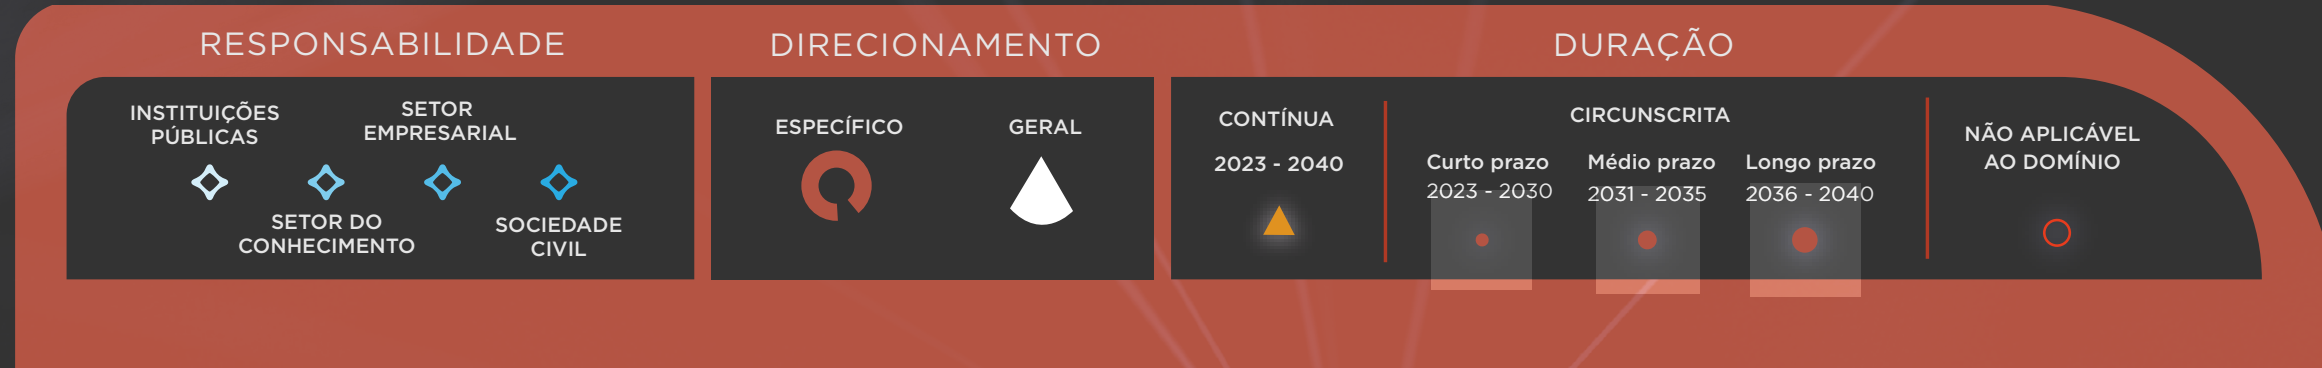 RESPONSABILIDADE
INSTITUIÇÕES
PÚBLICAS
SETOR DO
CONHECIMENTO
SETOR
EMPRESARIAL
SOCIEDADE
CIVIL
DIRECIONAMENTO
ESPECÍFICO
GERAL
DURAÇÃO
CONTÍNUA
2023 - 2040
CIRCUNSCRITA
Curto prazo
2023 - 2030
Médio prazo
2031 - 2035
Longo prazo
2036 - 2040
NÃO APLICÁVEL
AO DOMÍNIO